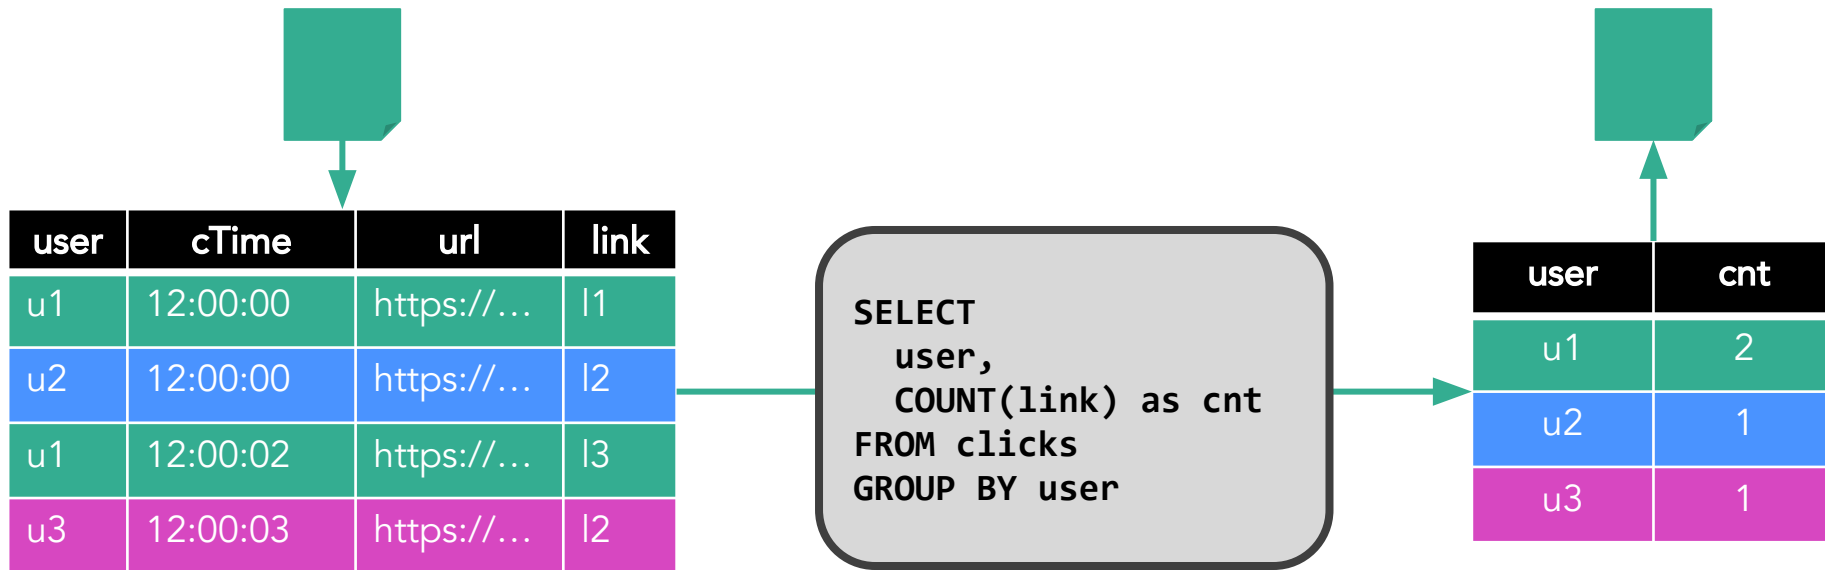 user cTime url link
u1 12:00:00 https://... l1
u2 12:00:00 https://... l2
u1 12:00:02 https://... l3
u3 12:00:03 https://... l2
SELECT
user,
COUNT(link) as cnt
FROM clicks
GROUP BY user
user cnt
u1 2
u2 1
u3 1